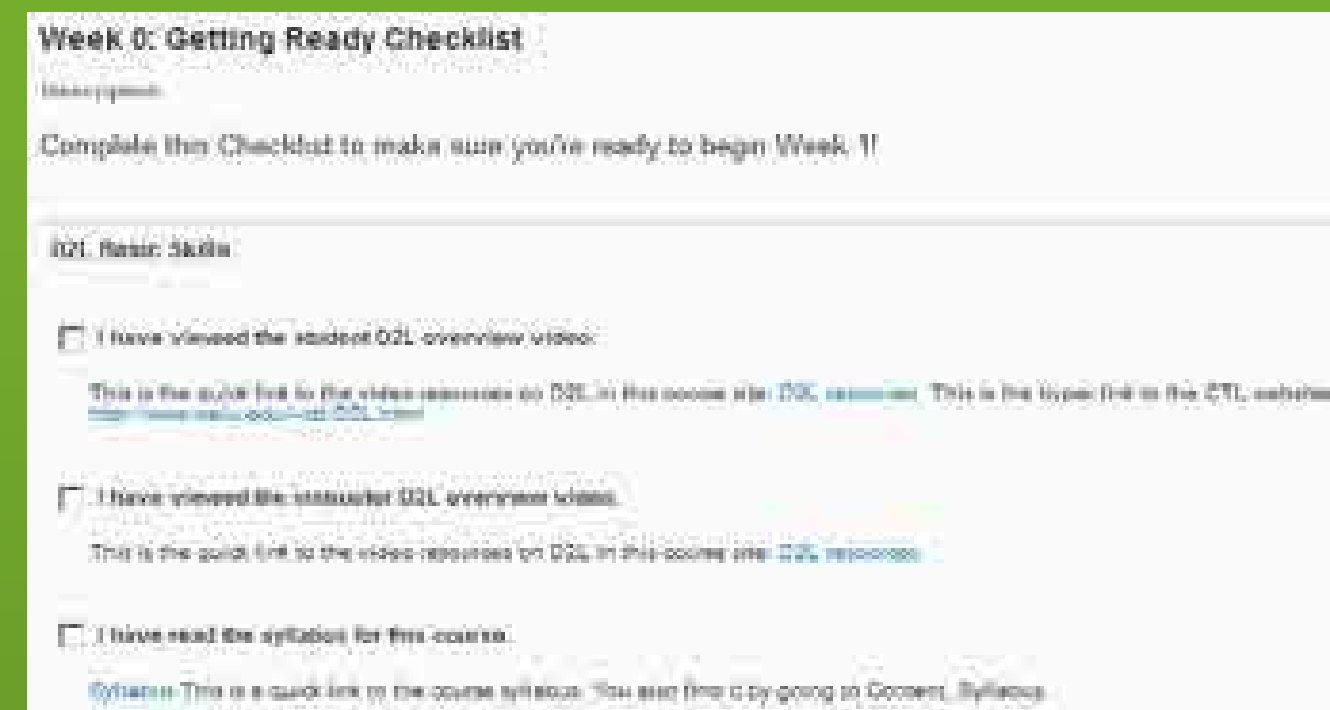 Week 0: Getting Ready Checklist
Description
Complete this Checklist to make sure you're ready to begin Week 1!
D2L Basic Skills
I have viewed the student D2L overview video.
This is the quick link to the video resources on D2L in this course site: D2L resources. This is the hyper link to the CTL website
I have viewed the instructor D2L overview video.
This is the quick link to the video resources on D2L in this course site: D2L resources.
I have read the syllabus for this course.
Syllabus This is a quick link to the course syllabus. You also find it by going to Content, Syllabus